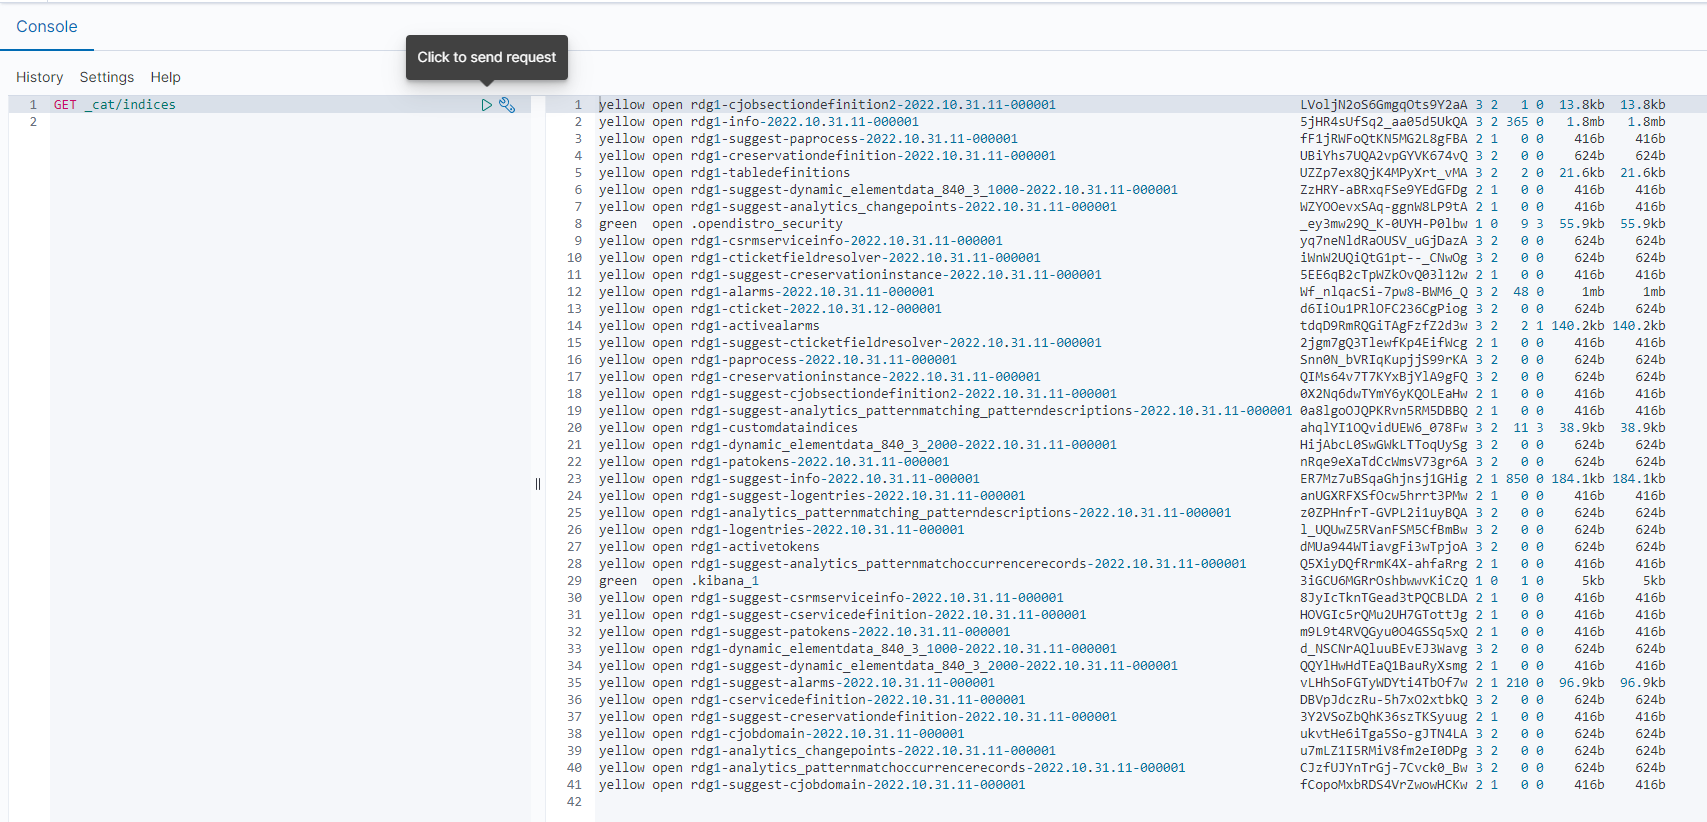 Console
Click to send request
History Settings Help
1 GET _cat/indices
2
1 yellow open rdg1-cjobsectiondefinition2-2022.10.31.11-000001 LVoljN2oS6GmgqOts9Y2aA 3 2 1 0 13.8kb 13.8kb
2 yellow open rdg1-info-2022.10.31.11-000001 5jHR4sUfSq2_aa05d5UkQA 3 2 365 0 1.8mb 1.8mb
3 yellow open rdg1-suggest-paprocess-2022.10.31.11-000001 fF1jRWFoQtKN5MG2L8gFBA 2 1 0 0 416b 416b
4 yellow open rdg1-creservationdefinition-2022.10.31.11-000001 UBiYhs7UQA2vpGYVK674vQ 3 2 0 0 624b 624b
5 yellow open rdg1-tabledefinitions UZZp7ex8QjK4MPyXrt_vMA 3 2 2 0 21.6kb 21.6kb
6 yellow open rdg1-suggest-dynamic_elementdata_840_3_1000-2022.10.31.11-000001 ZzHRY-aBRxqFSe9YEdGFDg 2 1 0 0 416b 416b
7 yellow open rdg1-suggest-analytics_changepoints-2022.10.31.11-000001 WZYOOevxSAq-ggnW8LP9tA 2 1 0 0 416b 416b
8 green open .opendistro_security _ey3mw29Q_K-0UYH-P0lbw 1 0 9 3 55.9kb 55.9kb
9 yellow open rdg1-csrmserviceinfo-2022.10.31.11-000001 yq7neNldRaOUSV_uGjDazA 3 2 0 0 624b 624b
10 yellow open rdg1-cticketfieldresolver-2022.10.31.11-000001 iWnW2UQiQtG1pt--_CNwOg 3 2 0 0 624b 624b
11 yellow open rdg1-suggest-creservationinstance-2022.10.31.11-000001 5EE6qB2cTpWZkOvQ03l12w 2 1 0 0 416b 416b
12 yellow open rdg1-alarms-2022.10.31.11-000001 Wf_nlqacSi-7pw8-BWM6_Q 3 2 48 0 1mb 1mb
13 yellow open rdg1-cticket-2022.10.31.12-000001 d6IiOu1PRlOFC236CgPiog 3 2 0 0 624b 624b
14 yellow open rdg1-activealarms tdqD9RmRQGiTAgFzfZ2d3w 3 2 2 1 140.2kb 140.2kb
15 yellow open rdg1-suggest-cticketfieldresolver-2022.10.31.11-000001 2jgm7gQ3TlewfKp4EifWcg 2 1 0 0 416b 416b
16 yellow open rdg1-paprocess-2022.10.31.11-000001 Snn0N_bVRIqKupjjS99rKA 3 2 0 0 624b 624b
17 yellow open rdg1-creservationinstance-2022.10.31.11-000001 QIMs64v7T7KYxBjYlA9gFQ 3 2 0 0 624b 624b
18 yellow open rdg1-suggest-cjobsectiondefinition2-2022.10.31.11-000001 0X2Nq6dwTYmY6yKQOLEaHw 2 1 0 0 416b 416b
19 yellow open rdg1-suggest-analytics_patternmatching_patterndescriptions-2022.10.31.11-000001 0a8lgoOJQPKRvn5RM5DBBQ 2 1 0 0 416b 416b
20 yellow open rdg1-customdataindices ahqlYI1OQvidUEW6_078Fw 3 2 11 3 38.9kb 38.9kb
21 yellow open rdg1-dynamic_elementdata_840_3_2000-2022.10.31.11-000001 HijAbcL0SwGWkLTToqUySg 3 2 0 0 624b 624b
22 yellow open rdg1-patokens-2022.10.31.11-000001 nRqe9eXaTdCcWmsV73gr6A 3 2 0 0 624b 624b
23 yellow open rdg1-suggest-info-2022.10.31.11-000001 ER7Mz7uBSqaGhjnsj1GHig 2 1 850 0 184.1kb 184.1kb
24 yellow open rdg1-suggest-logentries-2022.10.31.11-000001 anUGXRFXSfOcw5hrrt3PMw 2 1 0 0 416b 416b
25 yellow open rdg1-analytics_patternmatching_patterndescriptions-2022.10.31.11-000001 z0ZPHnfrT-GVPL2i1uyBQA 3 2 0 0 624b 624b
26 yellow open rdg1-logentries-2022.10.31.11-000001 l_UQUwZ5RVanFSM5CfBmBw 3 2 0 0 624b 624b
27 yellow open rdg1-activetokens dMUa944WTiavgFi3wTpjoA 3 2 0 0 624b 624b
28 yellow open rdg1-suggest-analytics_patternmatchoccurrencerecords-2022.10.31.11-000001 Q5XiyDQfRrmK4X-ahfaRrg 2 1 0 0 416b 416b
29 green open .kibana_1 3iGCU6MGRrOshbwwvKiCzQ 1 0 1 0 5kb 5kb
30 yellow open rdg1-suggest-csrmserviceinfo-2022.10.31.11-000001 8JyIcTknTGead3tPQCBLDA 2 1 0 0 416b 416b
31 yellow open rdg1-suggest-cservicedefinition-2022.10.31.11-000001 HOVGIc5rQMu2UH7GTottJg 2 1 0 0 416b 416b
32 yellow open rdg1-suggest-patokens-2022.10.31.11-000001 m9L9t4RVQGyu0O4GSSq5xQ 2 1 0 0 416b 416b
33 yellow open rdg1-dynamic_elementdata_840_3_1000-2022.10.31.11-000001 d_NSCNrAQluuBEvEJ3Wavg 3 2 0 0 624b 624b
34 yellow open rdg1-suggest-dynamic_elementdata_840_3_2000-2022.10.31.11-000001 QQYlHwHdTEaQ1BauRyXsmg 2 1 0 0 416b 416b
35 yellow open rdg1-suggest-alarms-2022.10.31.11-000001 vLHhSoFGTyWDYti4TbOf7w 2 1 210 0 96.9kb 96.9kb
36 yellow open rdg1-cservicedefinition-2022.10.31.11-000001 DBVpJdczRu-5h7xO2xtbkQ 3 2 0 0 624b 624b
37 yellow open rdg1-suggest-creservationdefinition-2022.10.31.11-000001 3Y2VSoZbQhK36szTKSyuug 2 1 0 0 416b 416b
38 yellow open rdg1-cjobdomain-2022.10.31.11-000001 ukvtHe6iTga5So-gJTN4LA 3 2 0 0 624b 624b
39 yellow open rdg1-analytics_changepoints-2022.10.31.11-000001 u7mLZ1I5RMiV8fm2eI0DPg 3 2 0 0 624b 624b
40 yellow open rdg1-analytics_patternmatchoccurrencerecords-2022.10.31.11-000001 CJzfUJYnTrGj-7Cvck0_Bw 3 2 0 0 624b 624b
41 yellow open rdg1-suggest-cjobdomain-2022.10.31.11-000001 fCopoMxbRDS4VrZwowHCKw 2 1 0 0 416b 416b
42